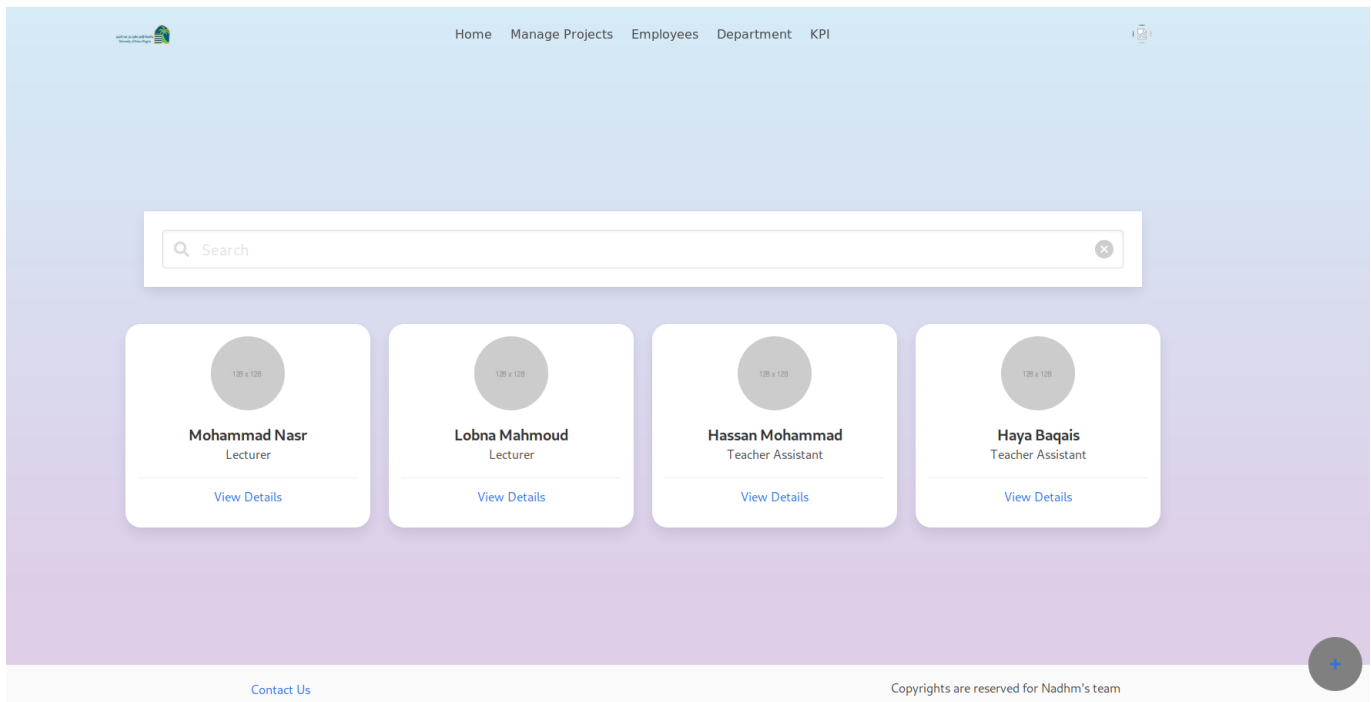 Home Manage Projects Employees Department KPI
Search
128 x 128
128 x 128
128 x 128
128 x 128
Mohammad Nasr
Lecturer
View Details
Lobna Mahmoud
Lecturer
View Details
Hassan Mohammad
Teacher Assistant
View Details
Haya Baqais
Teacher Assistant
View Details
+
Contact Us
Copyrights are reserved for Nadhm's team